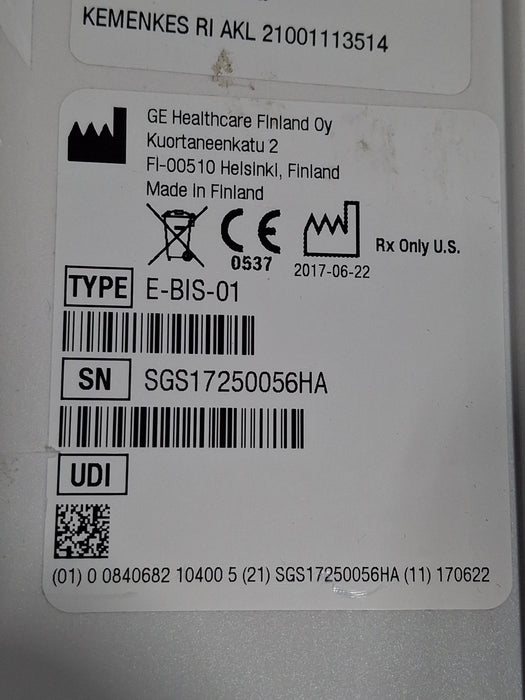 KEMENKES RI AKL 21001113514
GE Healthcare Finland Oy
Kuortaneenkatu 2
FI-00510 Helsinki, Finland
Made in Finland
CE
0537
2017-06-22
Rx Only U.S.
TYPE E-BIS-01
SN SGS17250056HA
UDI
(01) 0 0840682 10400 5 (21) SGS17250056HA (11) 170622